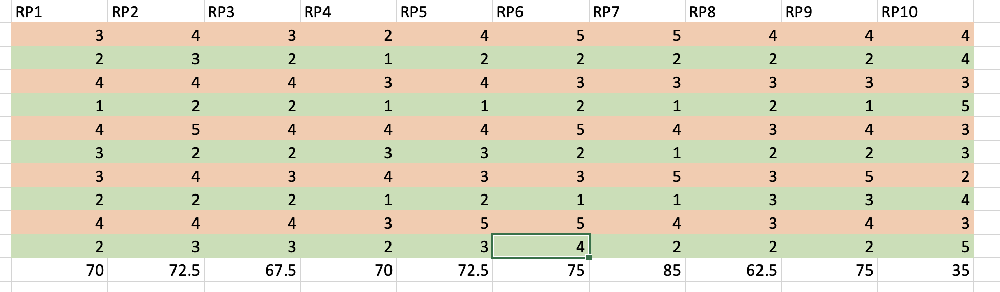 RP1 RP2 RP3 RP4 RP5 RP6 RP7 RP8 RP9 RP10
3 4 3 2 4 5 5 4 4 4
2 3 2 1 2 2 2 2 2 4
4 4 4 3 4 3 3 3 3 3
1 2 2 1 1 2 1 2 1 5
4 5 4 4 4 5 4 3 4 3
3 2 2 3 3 2 1 2 2 3
3 4 3 4 3 3 5 3 5 2
2 2 2 1 2 1 1 3 3 4
4 4 4 3 5 5 4 3 4 3
2 3 3 2 3 4 2 2 2 5
70 72.5 67.5 70 72.5 75 85 62.5 75 35